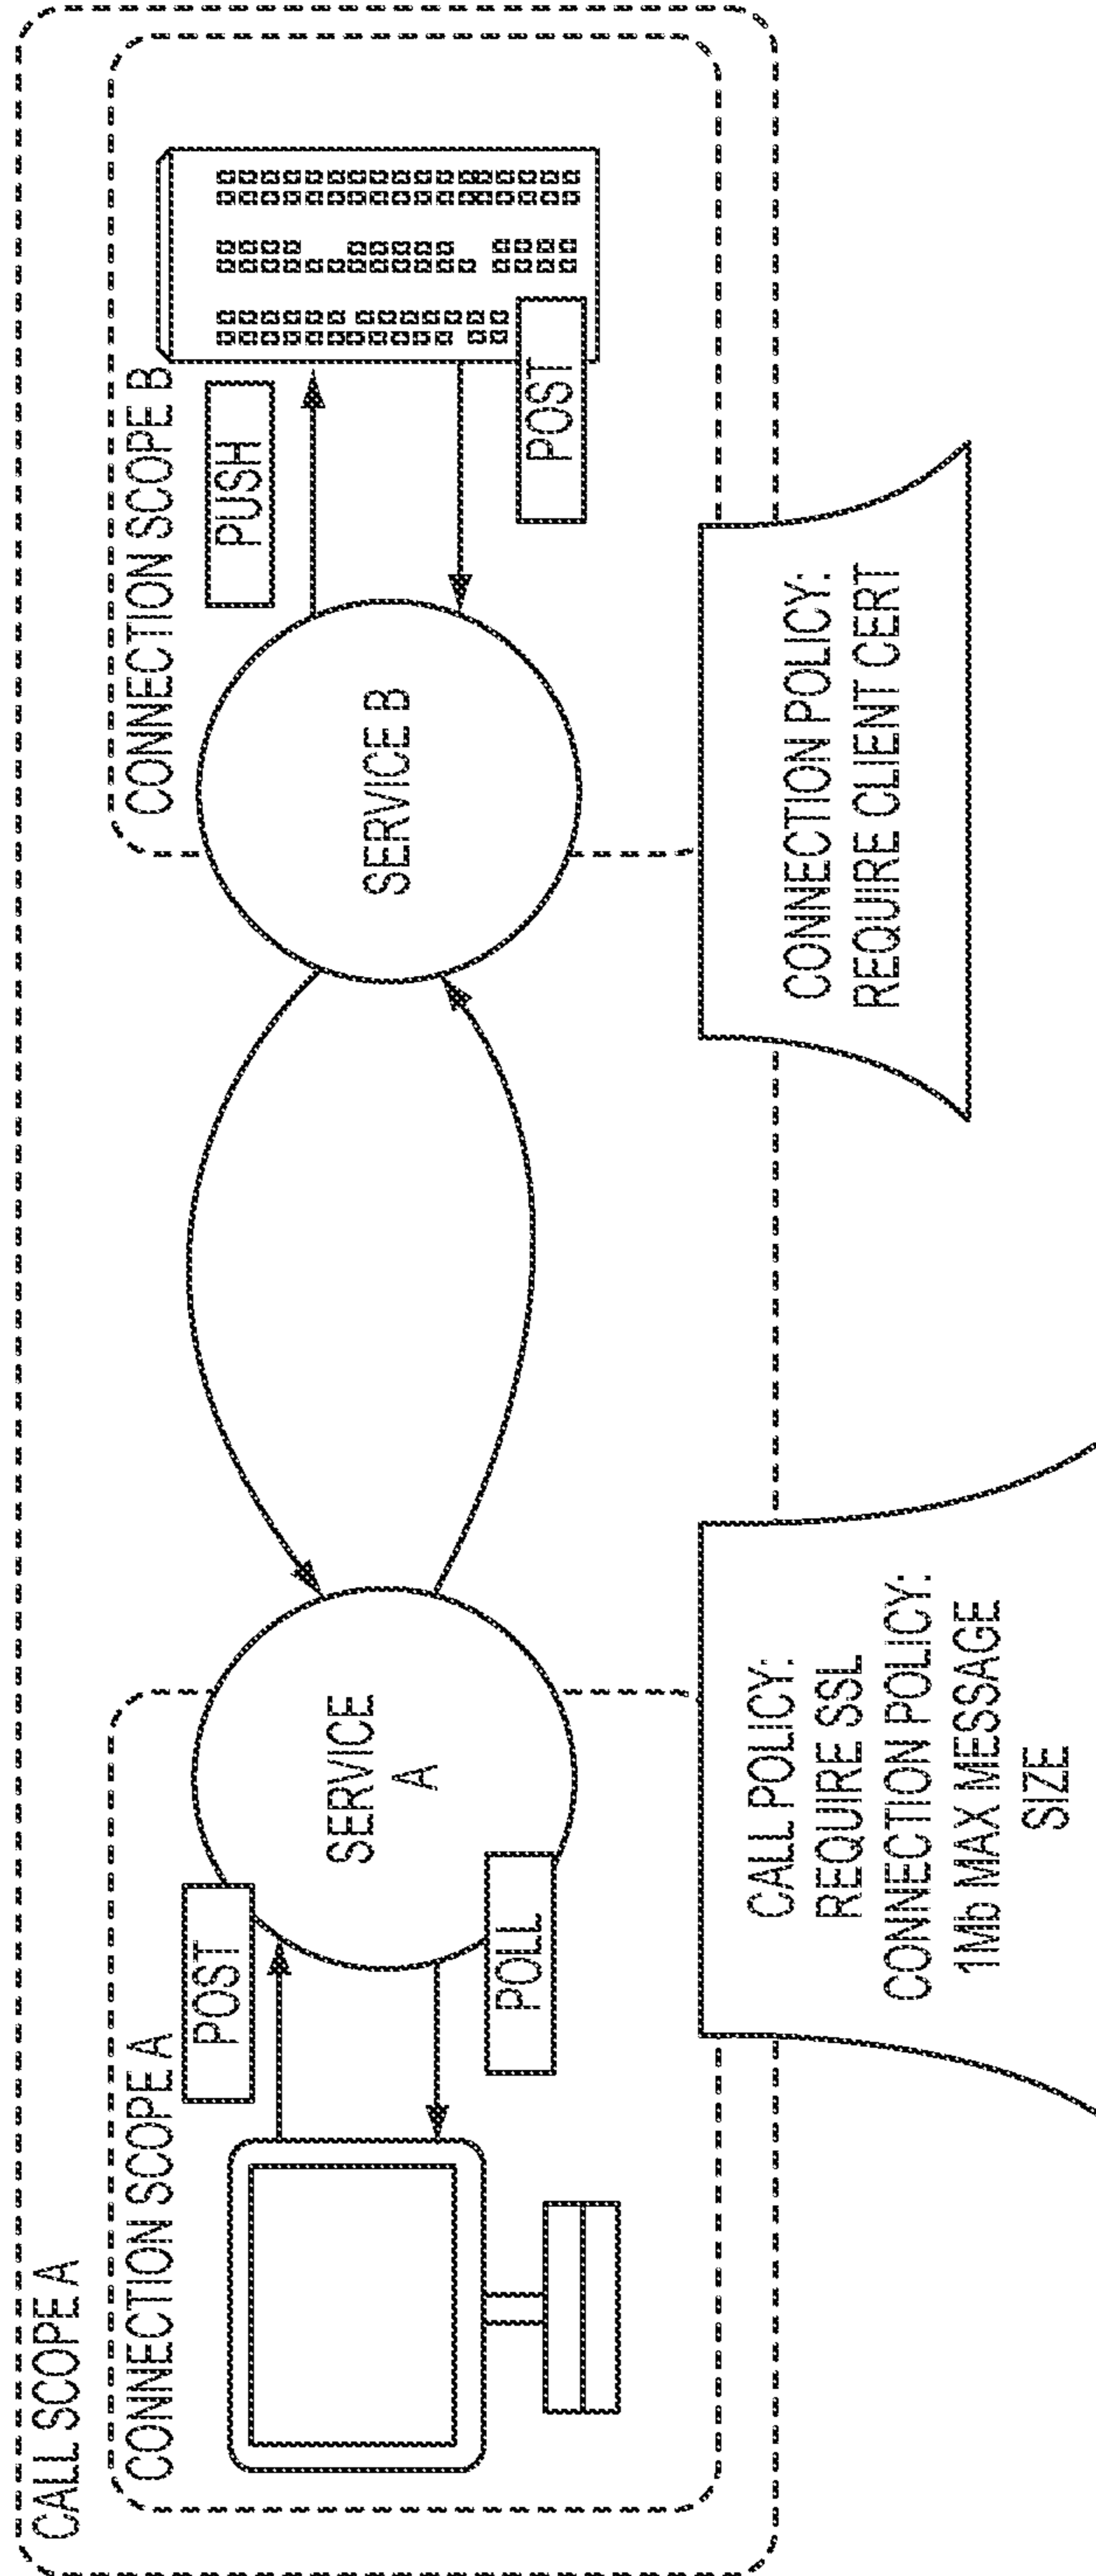 CALL SCOPE A
CONNECTION SCOPE A
POST
POLL
SERVICE
A
CONNECTION SCOPE B
SERVICE B
PUSH
POST
CALL POLICY:
REQUIRE SSL
CONNECTION POLICY:
1Mb MAX MESSAGE
SIZE
CONNECTION POLICY:
REQUIRE CLIENT CERT